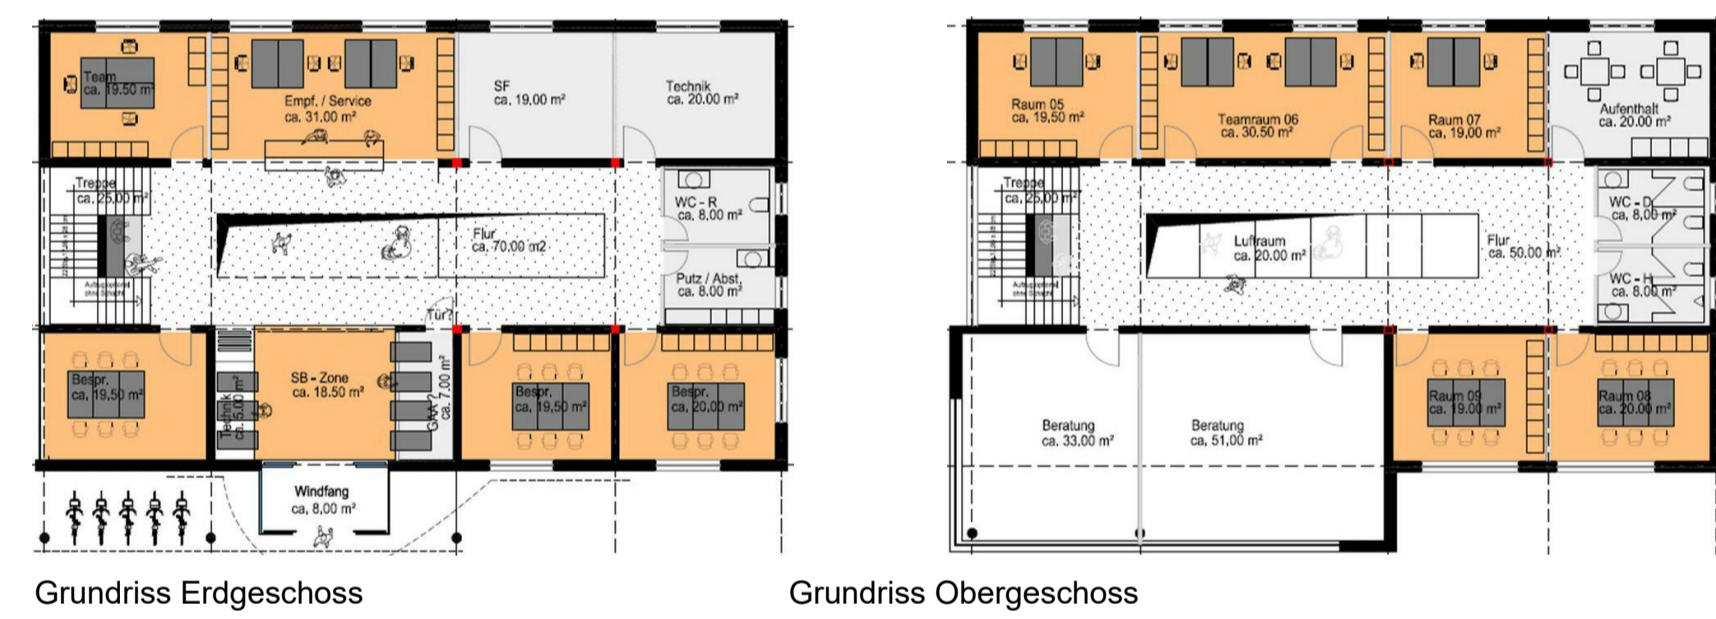 Team
ca. 19.50 m²
Empf. / Service
ca. 31.00 m²
SF
ca. 19.00 m²
Technik
ca. 20.00 m²
Treppe
ca. 25.00 m²
WC - R
ca. 8.00 m²
Flur
ca. 70.00 m2
Putz / Abst.
ca. 8.00 m²
Tür?
Bespr.
ca. 19.50 m²
Technik
ca. 5.00 m²
SB - Zone
ca. 18.50 m²
GAA ?
ca. 7.00 m²
Bespr.
ca. 19.50 m²
Bespr.
ca. 20.00 m²
Windfang
ca. 8,00 m²
Grundriss Erdgeschoss
Raum 05
ca. 19,50 m²
Teamraum 06
ca. 30.50 m²
Raum 07
ca. 19,00 m²
Aufenthalt
ca. 20.00 m²
Treppe
ca. 25,00 m²
WC - D
ca. 8,00 m²
Luftraum
ca. 20.00 m²
Flur
ca. 50.00 m²
WC - H
ca. 8.00 m²
Beratung
ca. 33.00 m²
Beratung
ca. 51,00 m²
Raum 09
ca. 19.00 m²
Raum 08
ca. 20.00 m²
Grundriss Obergeschoss